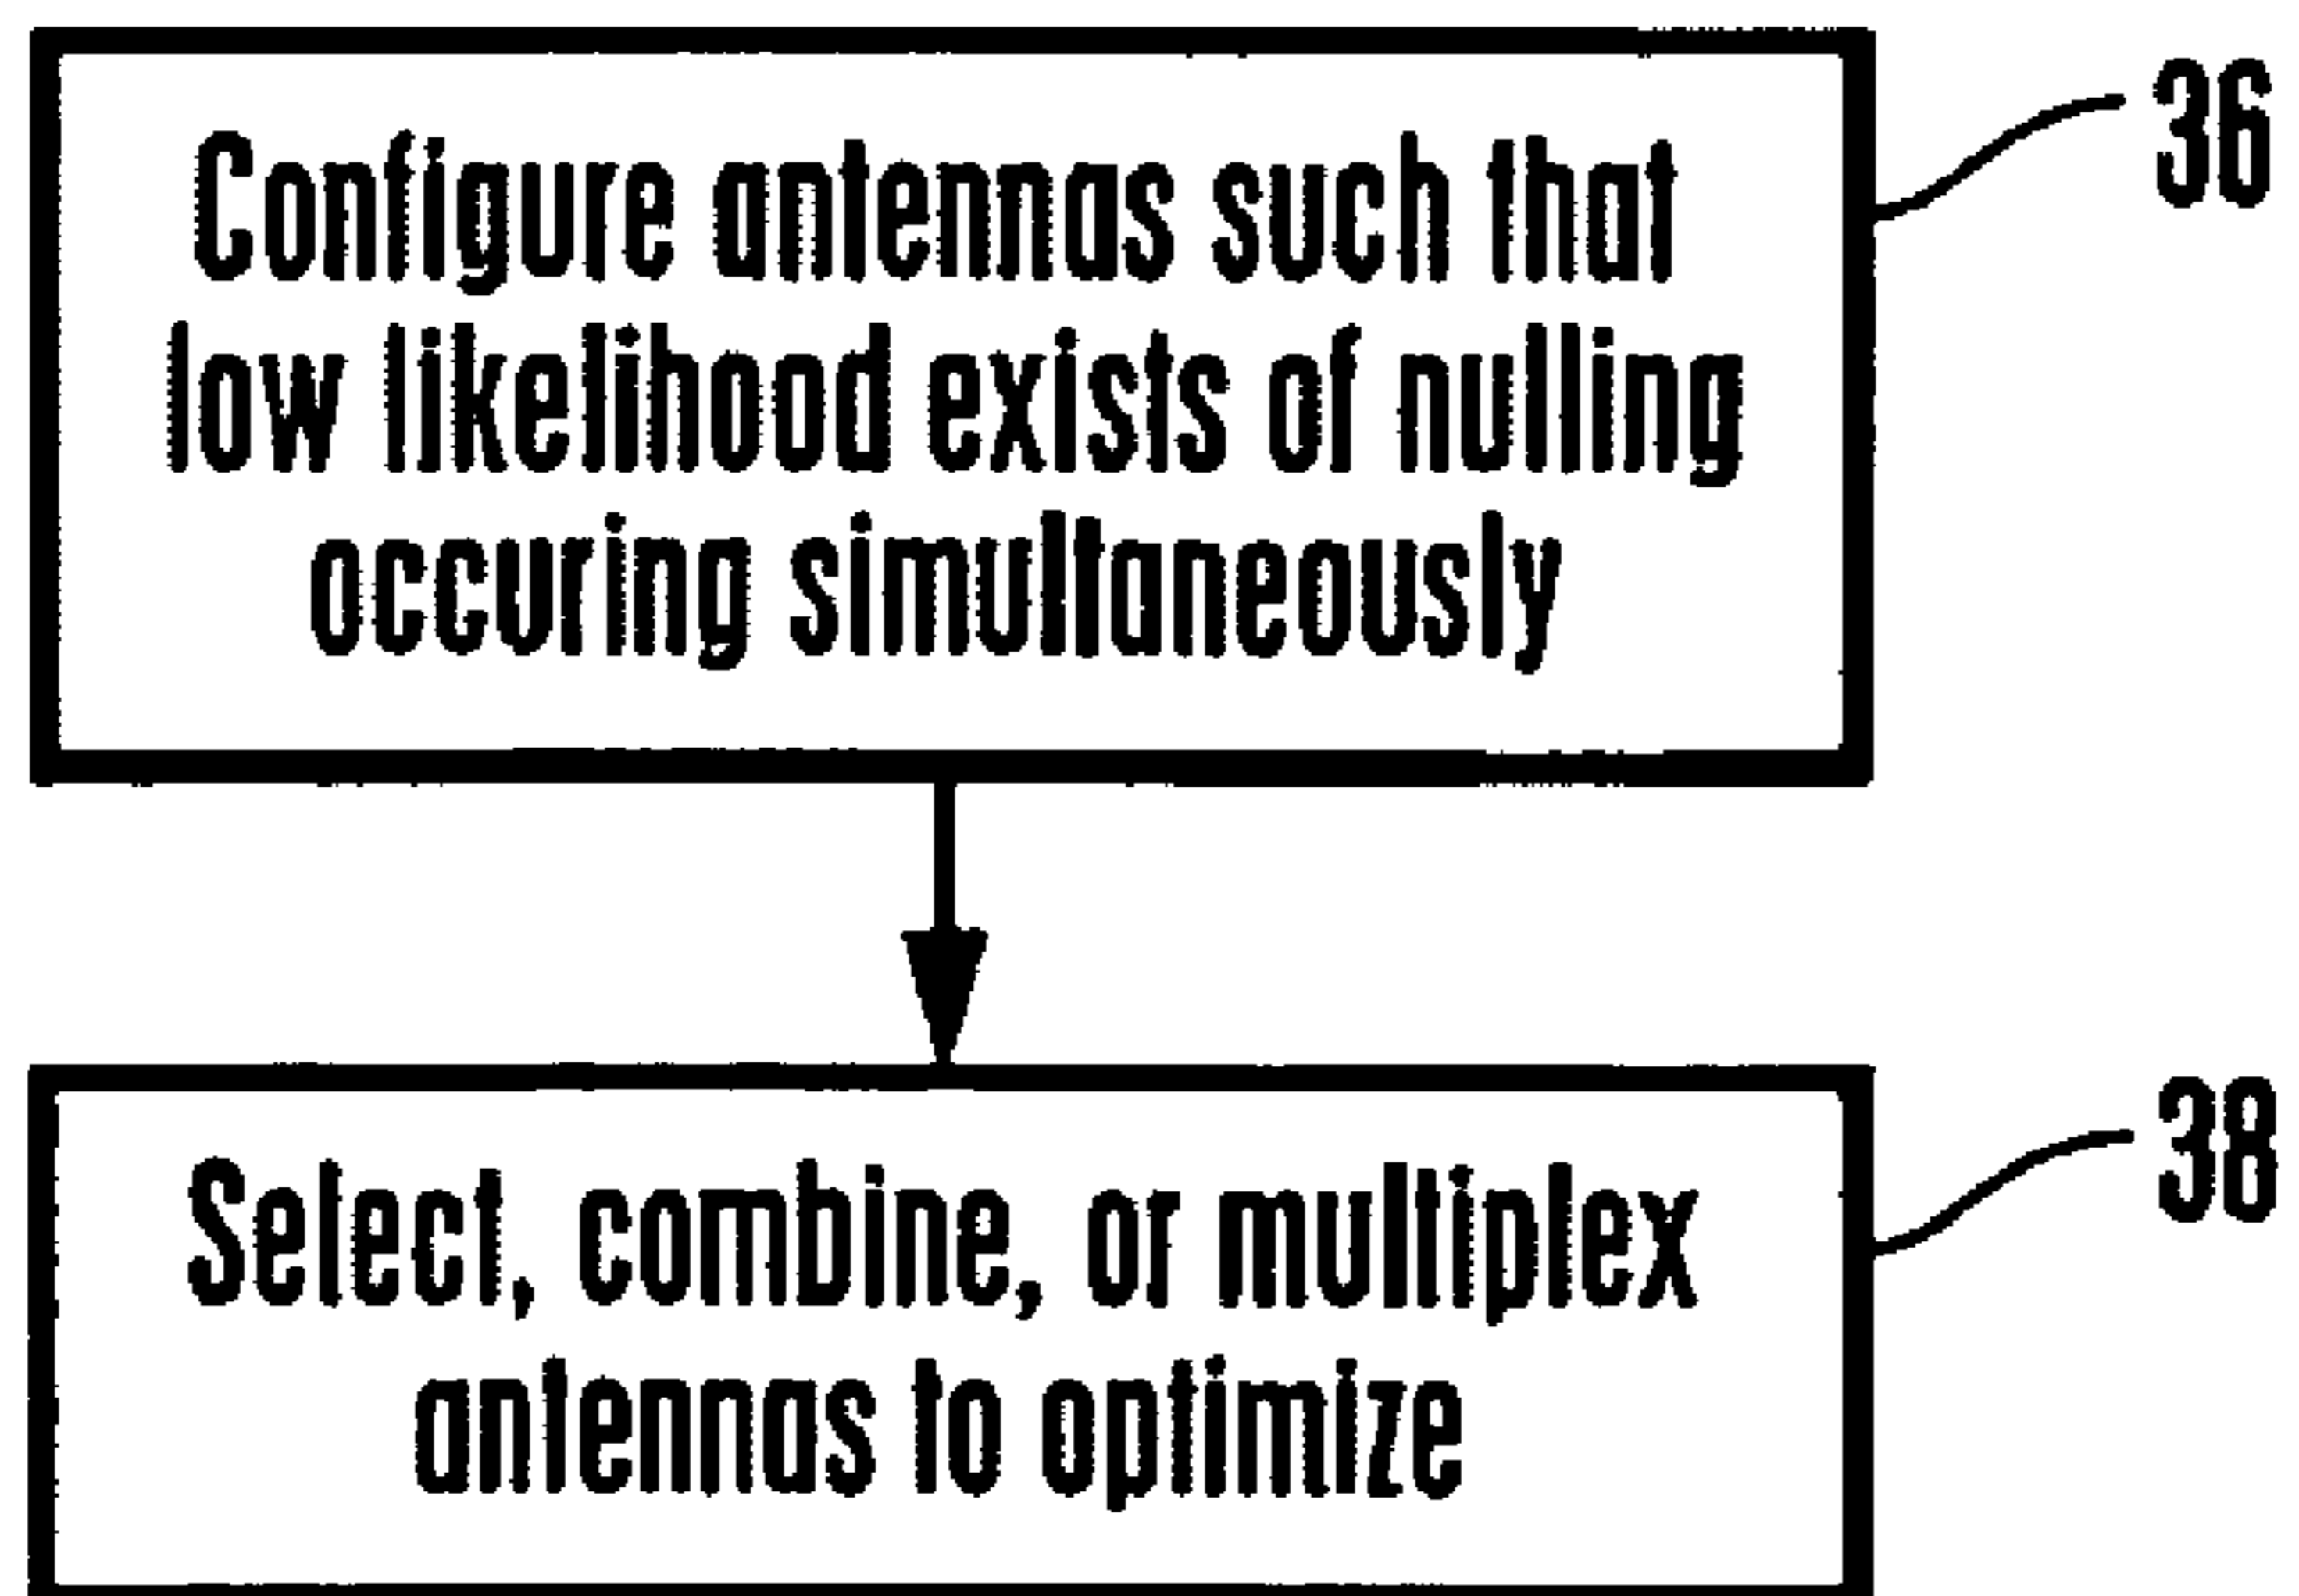 Configure antennas such that
36
low likelihood exists of nulling
occuring simultaneously
Select, combine, or multiplex
38
antennas to optimize